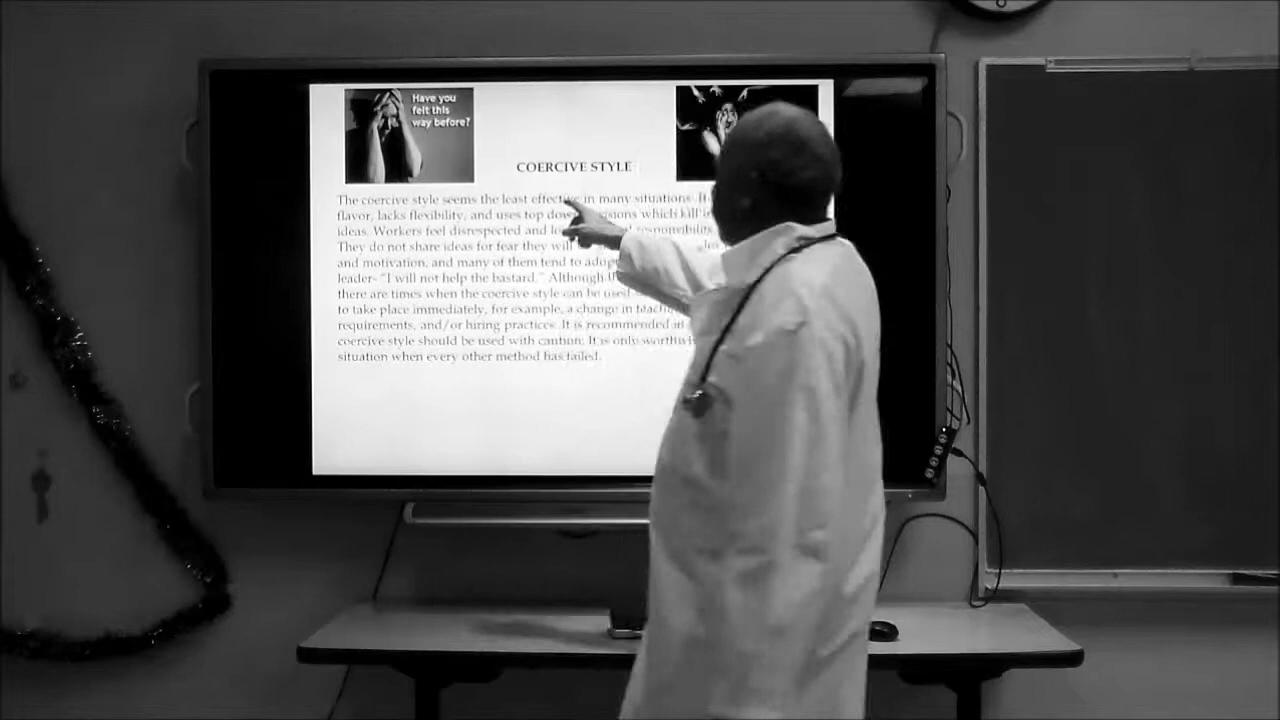 Have you
felt this
way before?
COERCIVE STYLE
The coercive style seems the least effective in many situations. It
flavor, lacks flexibility, and uses top down which kill
ideas. Workers feel disrespected and responsibility
They do not share ideas for fear they will
and motivation, and many of them tend to adopt
leader- "I will not help the bastard." Although
there are times when the coercive style can be used
to take place immediately, for example, a change in
requirements, and/or hiring practices. It is recommended
coercive style should be used with caution. It is only
situation when every other method has failed.